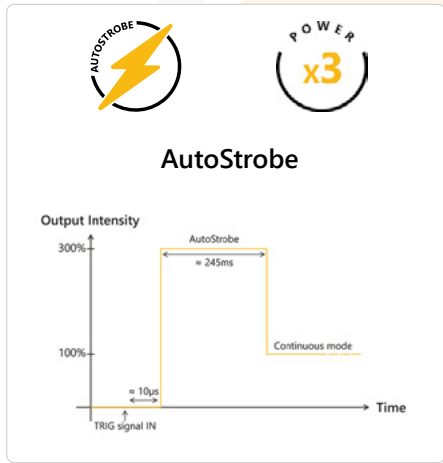 AUTOSTROBE
POWER
x3
AutoStrobe
Output Intensity
AutoStrobe
300%
≈ 245ms
Continuous mode
100%
≈ 10µs
Time
TRIG signal IN